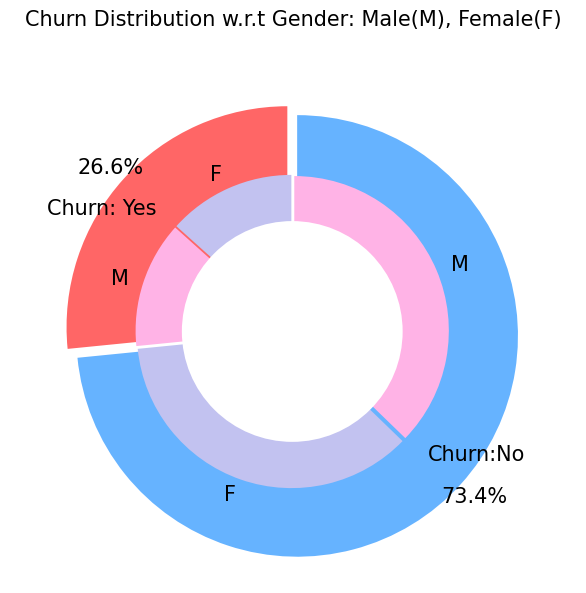 Churn Distribution w.r.t Gender: Male(M), Female(F)
26.6%
F
Churn: Yes
M
M
Churn:No
F
73.4%